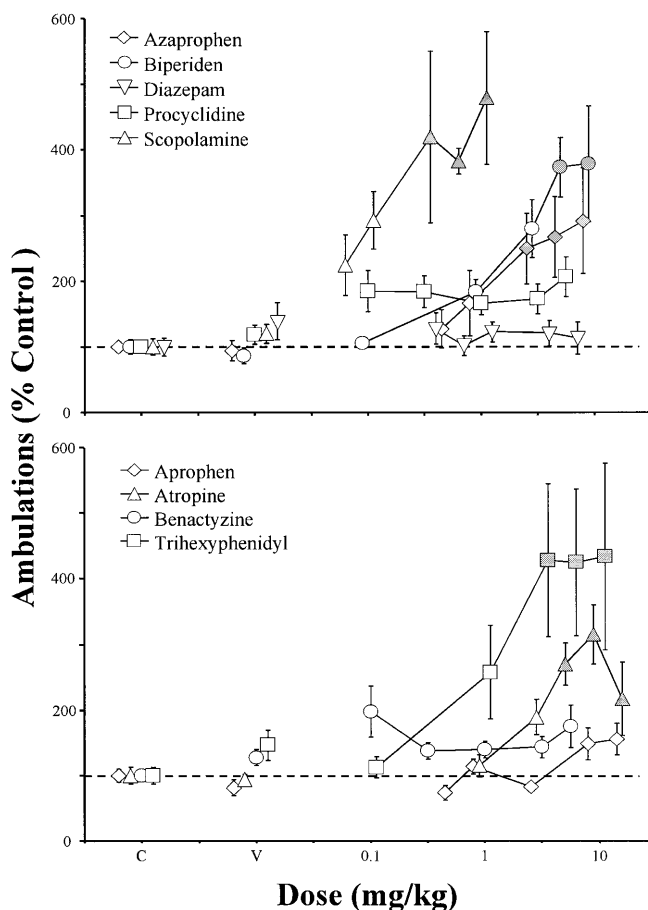 600
400
200
0
Azaprophen
Biperiden
Diazepam
Procyclidine
Scopolamine
Ambulations (% Control )
600
400
200
0
Aprophen
Atropine
Benactyzine
Trihexyphenidyl
C V 0.1 1 10
Dose (mg/kg)